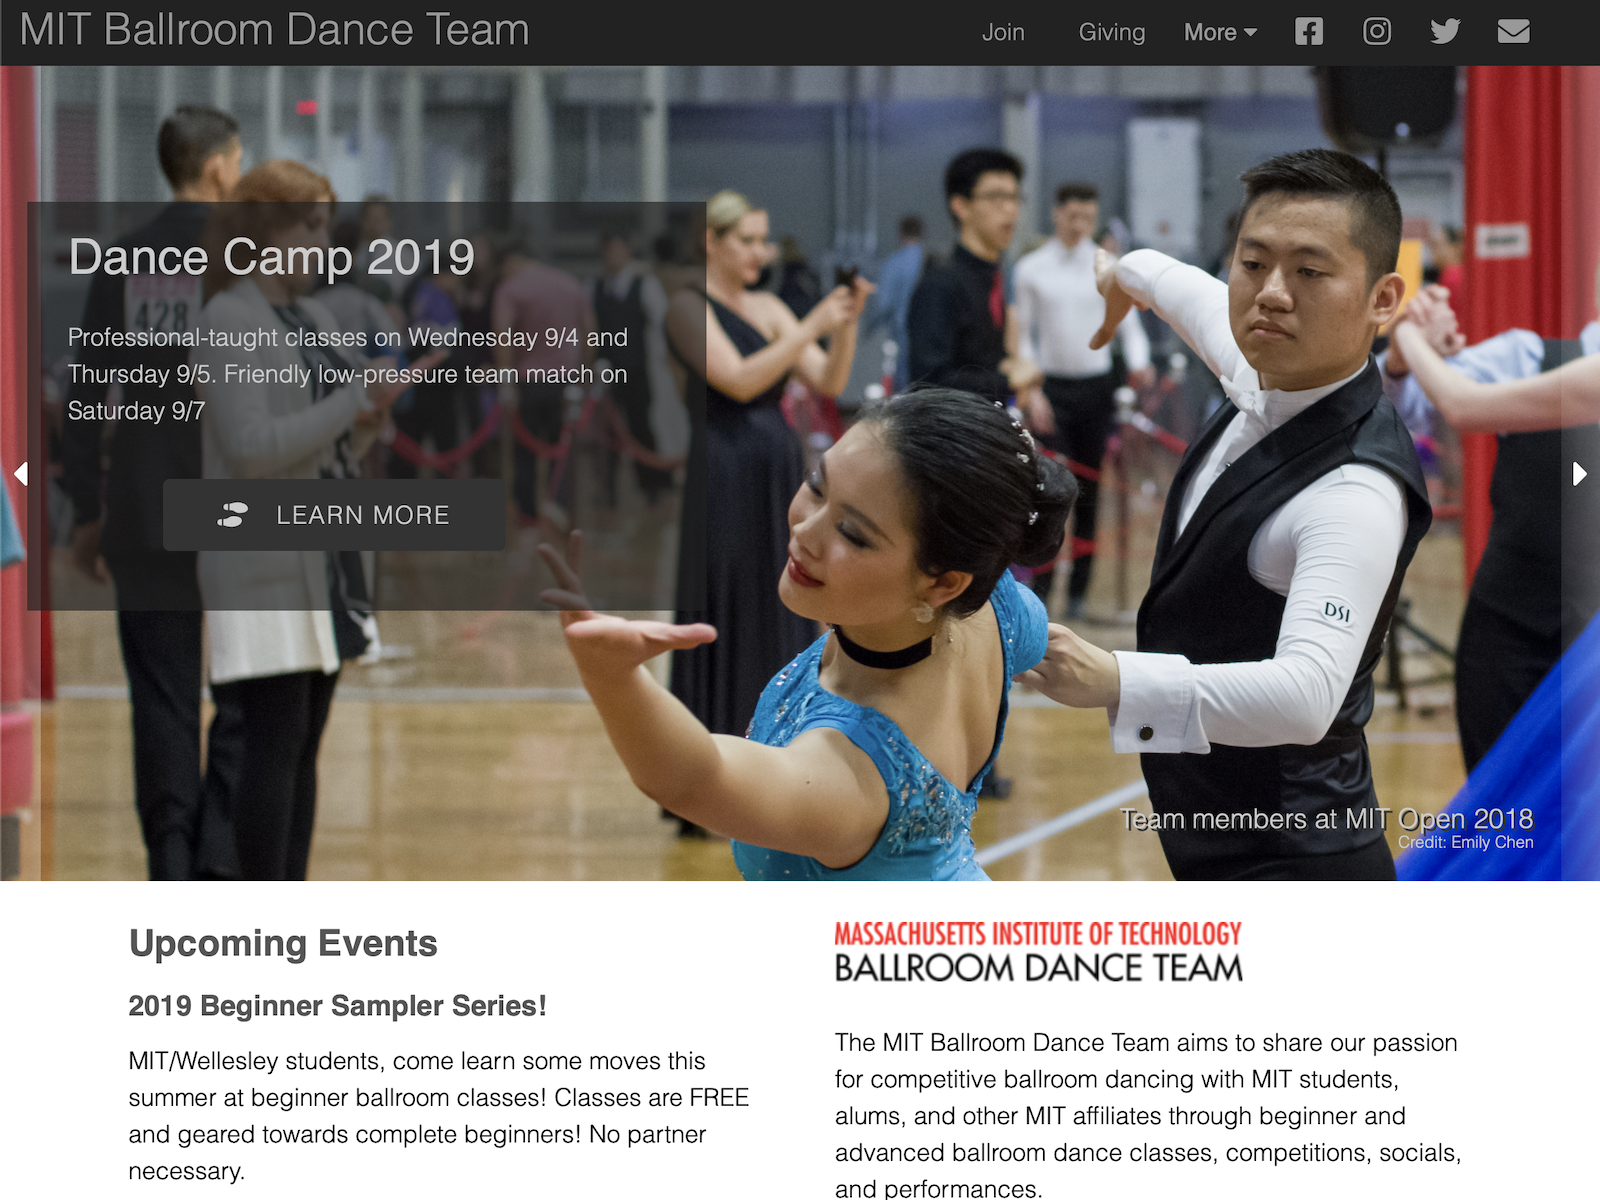 MIT Ballroom Dance Team
Join Giving More
Dance Camp 2019
428
Professional-taught classes on Wednesday 9/4 and
Thursday 9/5. Friendly low-pressure team match on
Saturday 9/7
LEARN MORE
DSI
Team members at MIT Open 2018
Credit: Emily Chen
Upcoming Events
2019 Beginner Sampler Series!
MIT/Wellesley students, come learn some moves this
summer at beginner ballroom classes! Classes are FREE
and geared towards complete beginners! No partner
necessary.
MASSACHUSETTS INSTITUTE OF TECHNOLOGY
BALLROOM DANCE TEAM
The MIT Ballroom Dance Team aims to share our passion
for competitive ballroom dancing with MIT students,
alums, and other MIT affiliates through beginner and
advanced ballroom dance classes, competitions, socials,
and performances.